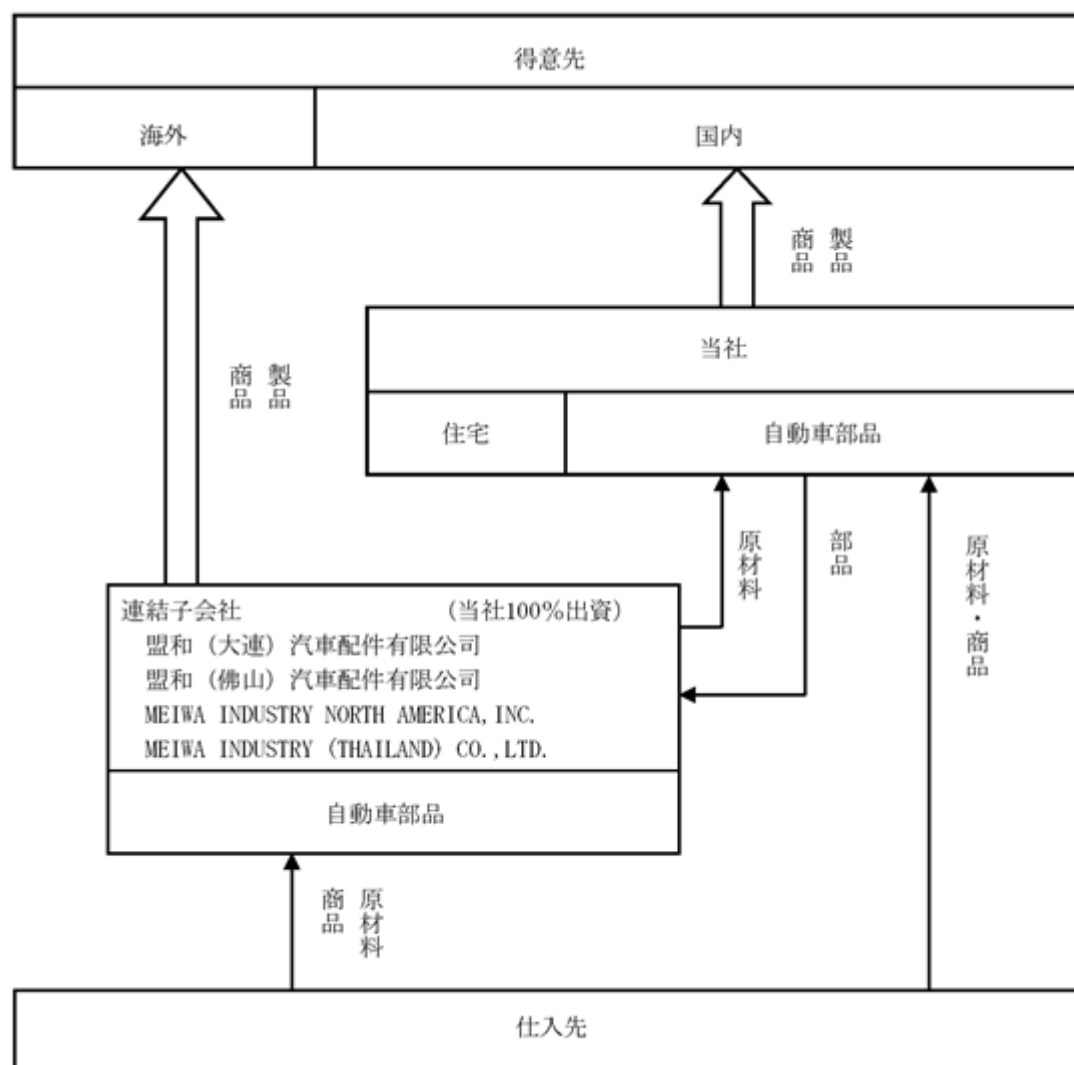 得意先
海外
国内
製品
商品
製品
商品
当社
住宅
自動車部品
原材料
部品
原材料・商品
連結子会社 (当社100%出資)
盟和（大連）汽車配件有限公司
盟和（佛山）汽車配件有限公司
MEIWA INDUSTRY NORTH AMERICA,INC.
MEIWA INDUSTRY (THAILAND) CO.,LTD.
自動車部品
原材料
商品
仕入先